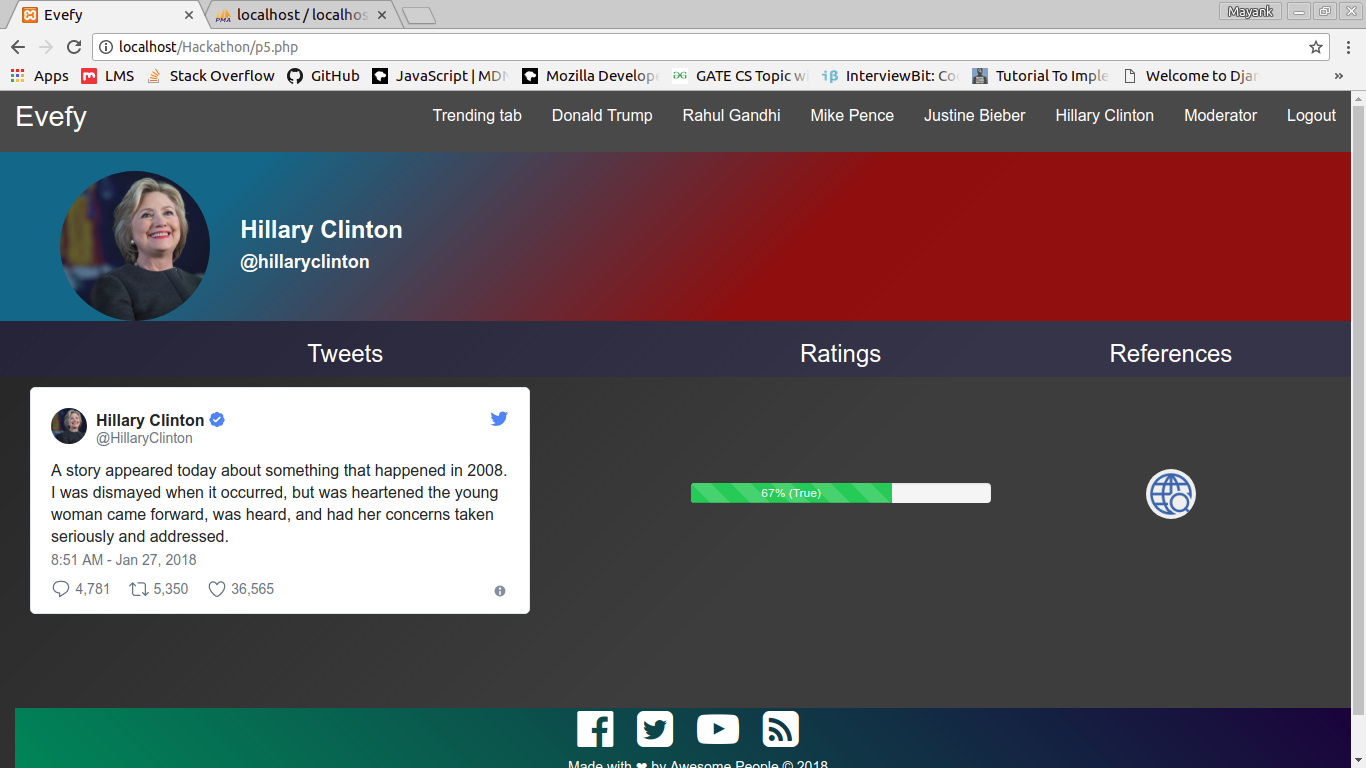 Evefy
localhost / localhos
Mayank
localhost/Hackathon/p5.php
Apps LMS Stack Overflow GitHub JavaScript | MDN Mozilla Develope GATE CS Topic wi InterviewBit: Co Tutorial To Imple Welcome to Djan »
Evefy
Trending tab Donald Trump Rahul Gandhi Mike Pence Justine Bieber Hillary Clinton Moderator Logout
Hillary Clinton
@hillaryclinton
Tweets Ratings References
Hillary Clinton
@HillaryClinton
A story appeared today about something that happened in 2008.
I was dismayed when it occurred, but was heartened the young
woman came forward, was heard, and had her concerns taken
seriously and addressed.
8:51 AM - Jan 27, 2018
4,781 5,350 36,565
67% (True)
Made with ❤ by Awesome People © 2018